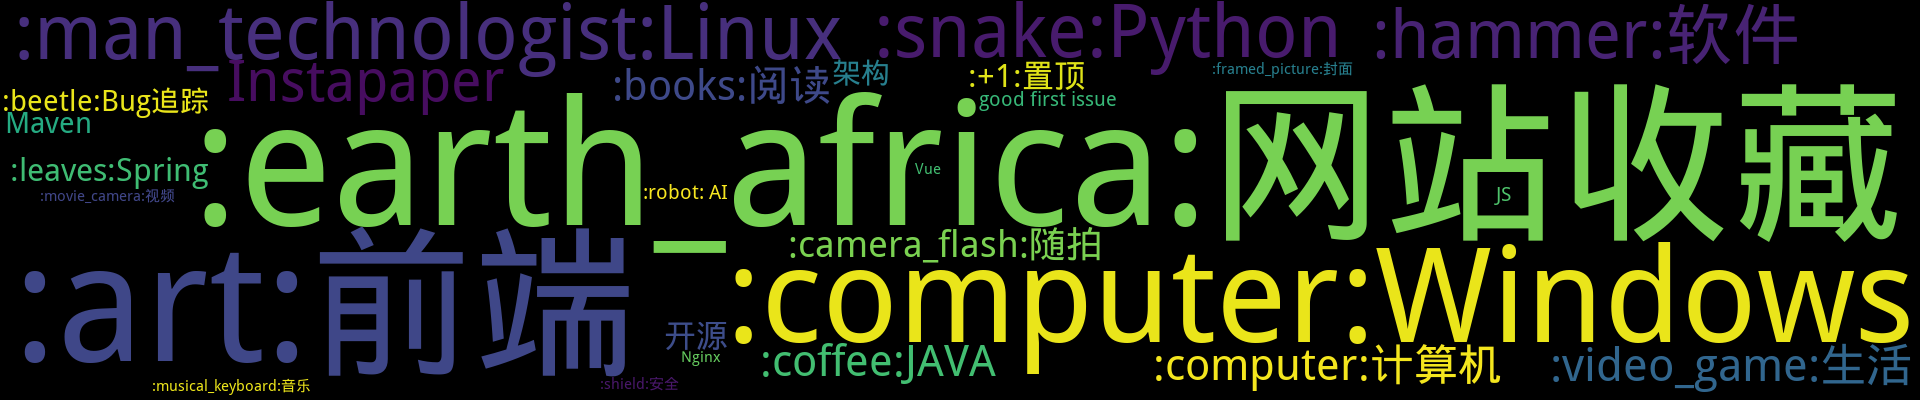 :man_technologist:Linux
:snake:Python
:hammer:软件
Instapaper
:books:阅读
架构
:+1:置顶
:framed_picture:封面
:beetle:Bug追踪
good first issue
Maven
:earth_africa:网站收藏
:leaves:Spring
Vue
:movie_camera:视频
:robot: AI
JS
:art:前端
:camera_flash:随拍
:computer:Windows
开源
Nginx
:coffee:JAVA
:computer:计算机
:video_game:生活
:musical_keyboard:音乐
:shield:安全